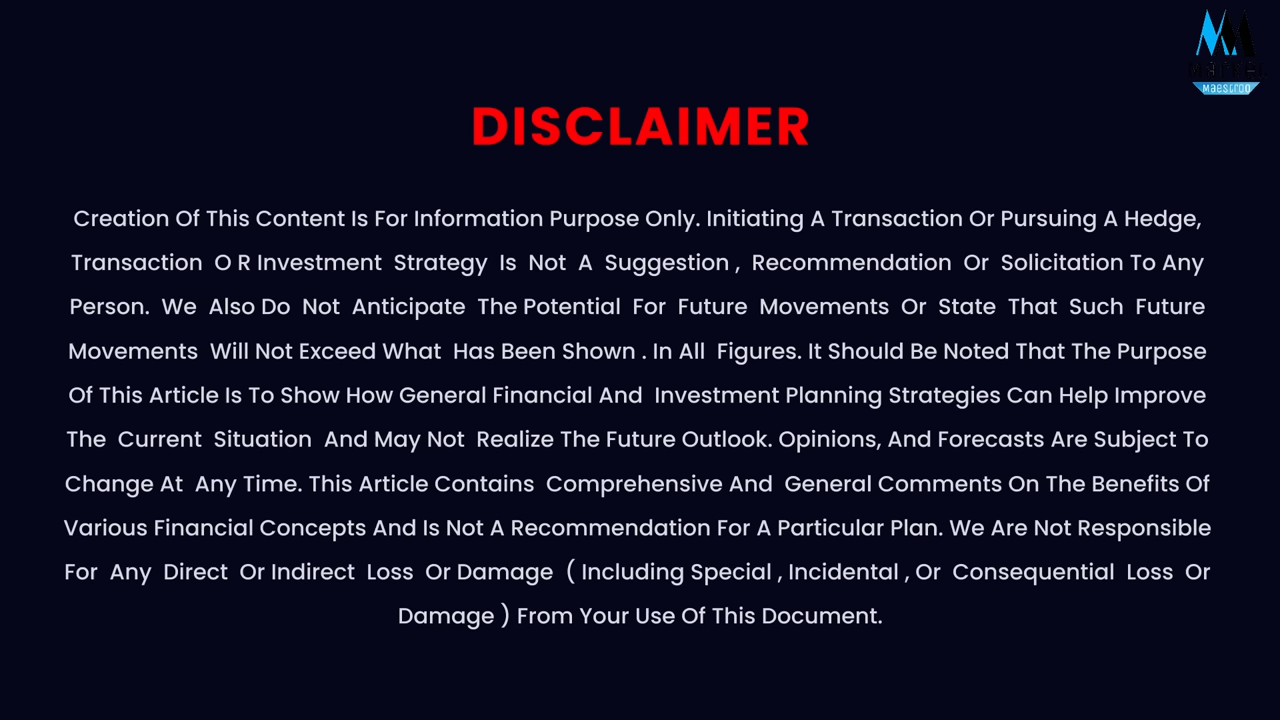 Maestroo
DISCLAIMER
Creation Of This Content Is For Information Purpose Only. Initiating A Transaction Or Pursuing A Hedge,
Transaction O R Investment Strategy Is Not A Suggestion , Recommendation Or Solicitation To Any
Person. We Also Do Not Anticipate The Potential For Future Movements Or State That Such Future
Movements Will Not Exceed What Has Been Shown . In All Figures. It Should Be Noted That The Purpose
Of This Article Is To Show How General Financial And Investment Planning Strategies Can Help Improve
The Current Situation And May Not Realize The Future Outlook. Opinions, And Forecasts Are Subject To
Change At Any Time. This Article Contains Comprehensive And General Comments On The Benefits Of
Various Financial Concepts And Is Not A Recommendation For A Particular Plan. We Are Not Responsible
For Any Direct Or Indirect Loss Or Damage ( Including Special , Incidental , Or Consequential Loss Or
Damage ) From Your Use Of This Document.